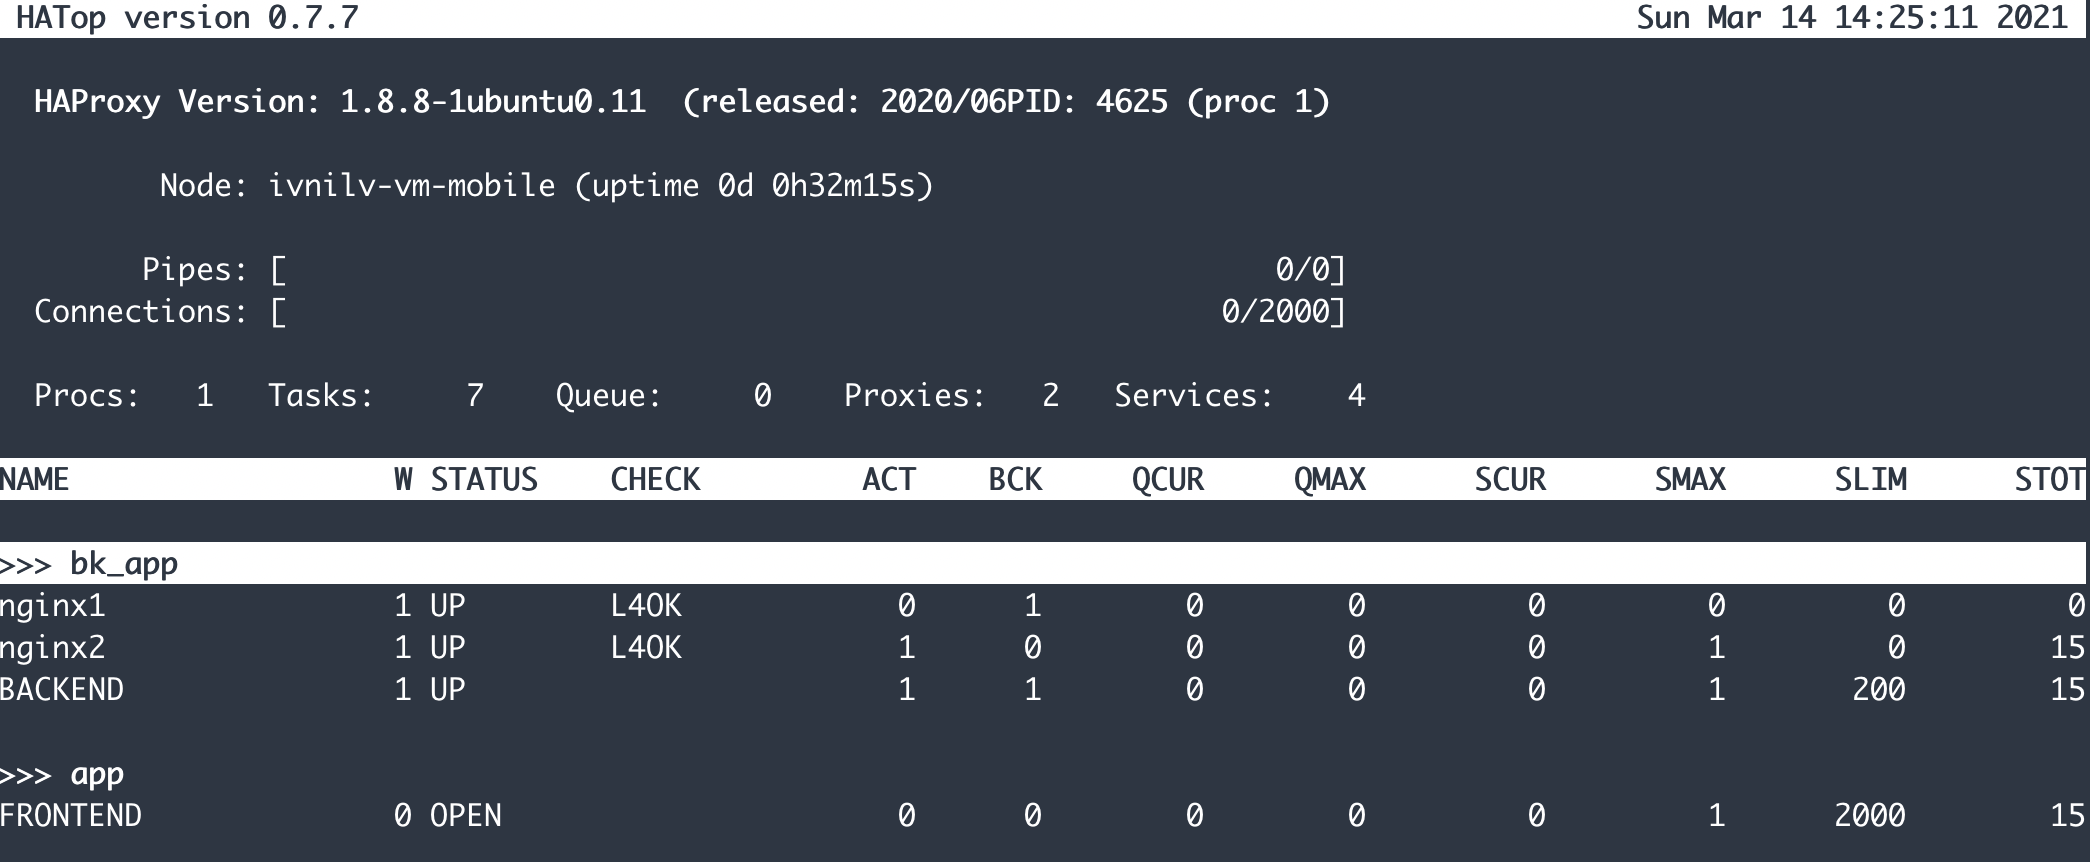 HATop version 0.7.7 Sun Mar 14 14:25:11 2021
HAProxy Version: 1.8.8-1ubuntu0.11 (released: 2020/06PID: 4625 (proc 1)
Node: ivnilv-vm-mobile (uptime 0d 0h32m15s)
Pipes: [ 0/0]
Connections: [ 0/2000]
Procs: 1 Tasks: 7 Queue: 0 Proxies: 2 Services: 4
NAME W STATUS CHECK ACT BCK QCUR QMAX SCUR SMAX SLIM STOT
>>> bk_app
nginx1 1 UP L4OK 0 1 0 0 0 0 0 0
nginx2 1 UP L4OK 1 0 0 0 0 1 0 15
BACKEND 1 UP 1 1 0 0 0 1 200 15
>>> app
FRONTEND 0 OPEN 0 0 0 0 0 1 2000 15